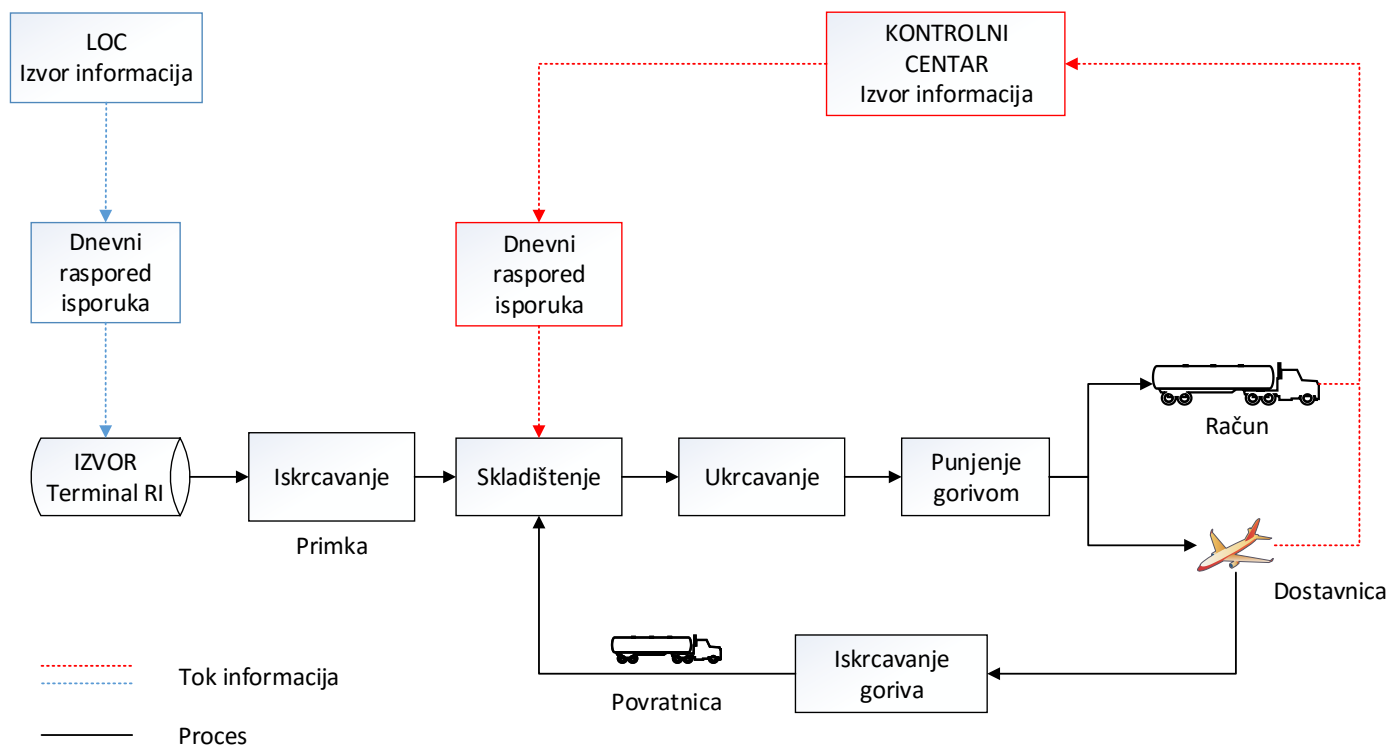 LOC
Izvor informacija
KONTROLNI
CENTAR
Izvor informacija
Dnevni
raspored
isporuka
Dnevni
raspored
isporuka
Račun
IZVOR
Terminal RI
Iskrcavanje
Skladištenje
Ukrcavanje
Punjenje
gorivom
Primka
Dostavnica
Iskrcavanje
goriva
Povratnica
Tok informacija
Proces